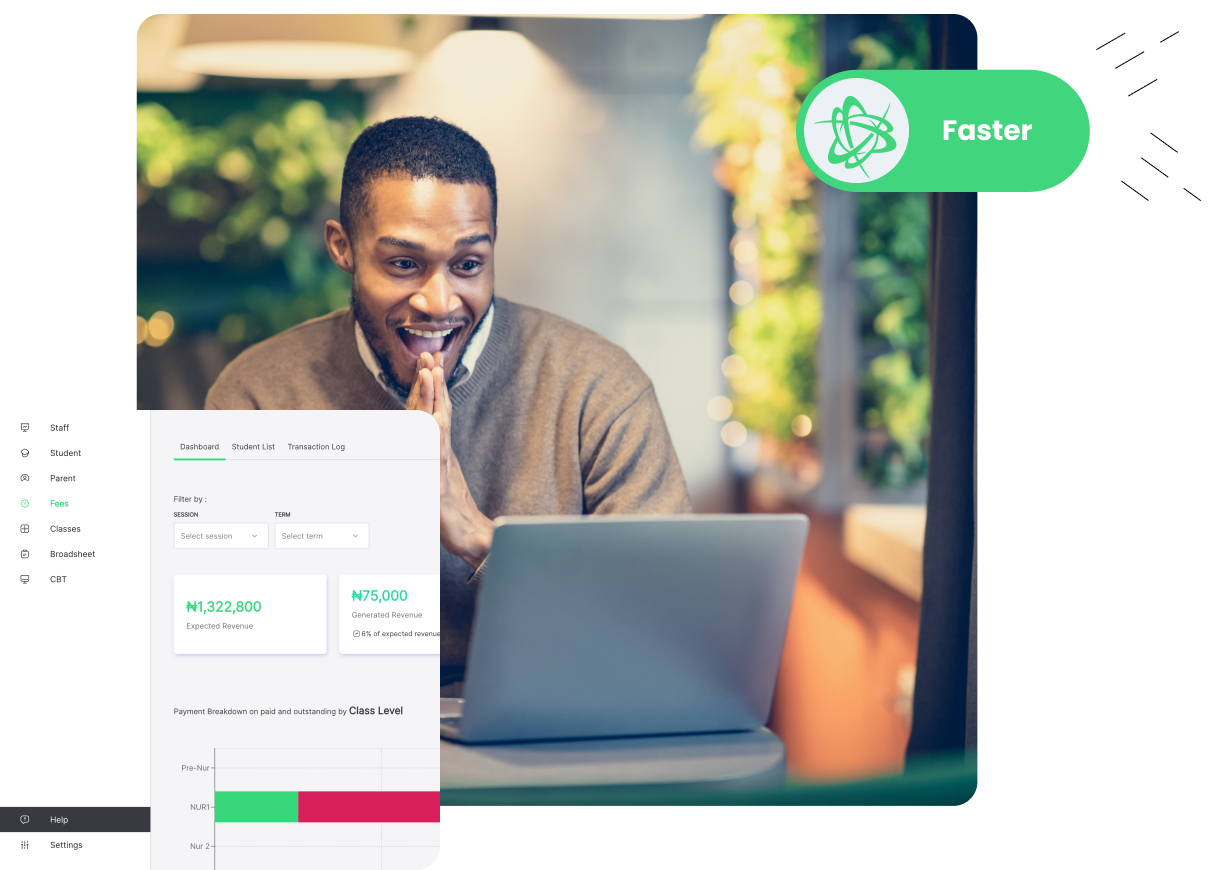 Faster
Staff
Student
Parent
Fees
Classes
Broadsheet
CBT
Help
Settings
Dashboard Student List Transaction Log
Filter by :
SESSION TERM
Select session Select term
₦1,322,800
Expected Revenue
₦75,000
Generated Revenue
6% of expected revenue
Payment Breakdown on paid and outstanding by Class Level
Pre-Nur
NUR1
Nur 2